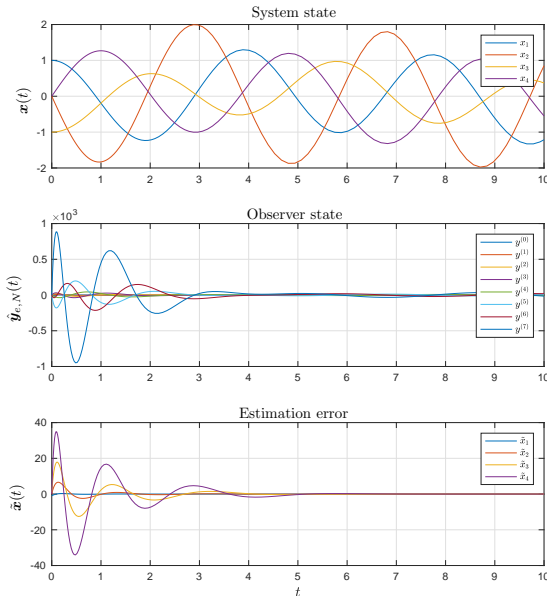 System state
2
1
0
-1
-2
x(t)
x₁
x₂
x₃
x₄
0 1 2 3 4 5 6 7 8 9 10
Observer state
×10³
1
0.5
0
-0.5
-1
ŷ_{e,N}(t)
y⁽⁰⁾
y⁽¹⁾
y⁽²⁾
y⁽³⁾
y⁽⁴⁾
y⁽⁵⁾
y⁽⁶⁾
y⁽⁷⁾
0 1 2 3 4 5 6 7 8 9 10
Estimation error
40
20
0
-20
-40
x̃(t)
x̃₁
x̃₂
x̃₃
x̃₄
0 1 2 3 4 5 6 7 8 9 10
t